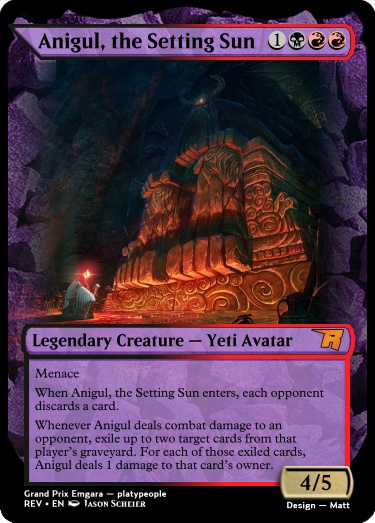 Anigul, the Setting Sun 1
Legendary Creature — Yeti Avatar
Menace
When Anigul, the Setting Sun enters, each opponent
discards a card.
Whenever Anigul deals combat damage to an
opponent, exile up to two target cards from that
player's graveyard. For each of those exiled cards,
Anigul deals 1 damage to that card's owner.
4/5
Grand Prix Emgara — platypeople
REV • EN Jason Scheier
Design — Matt